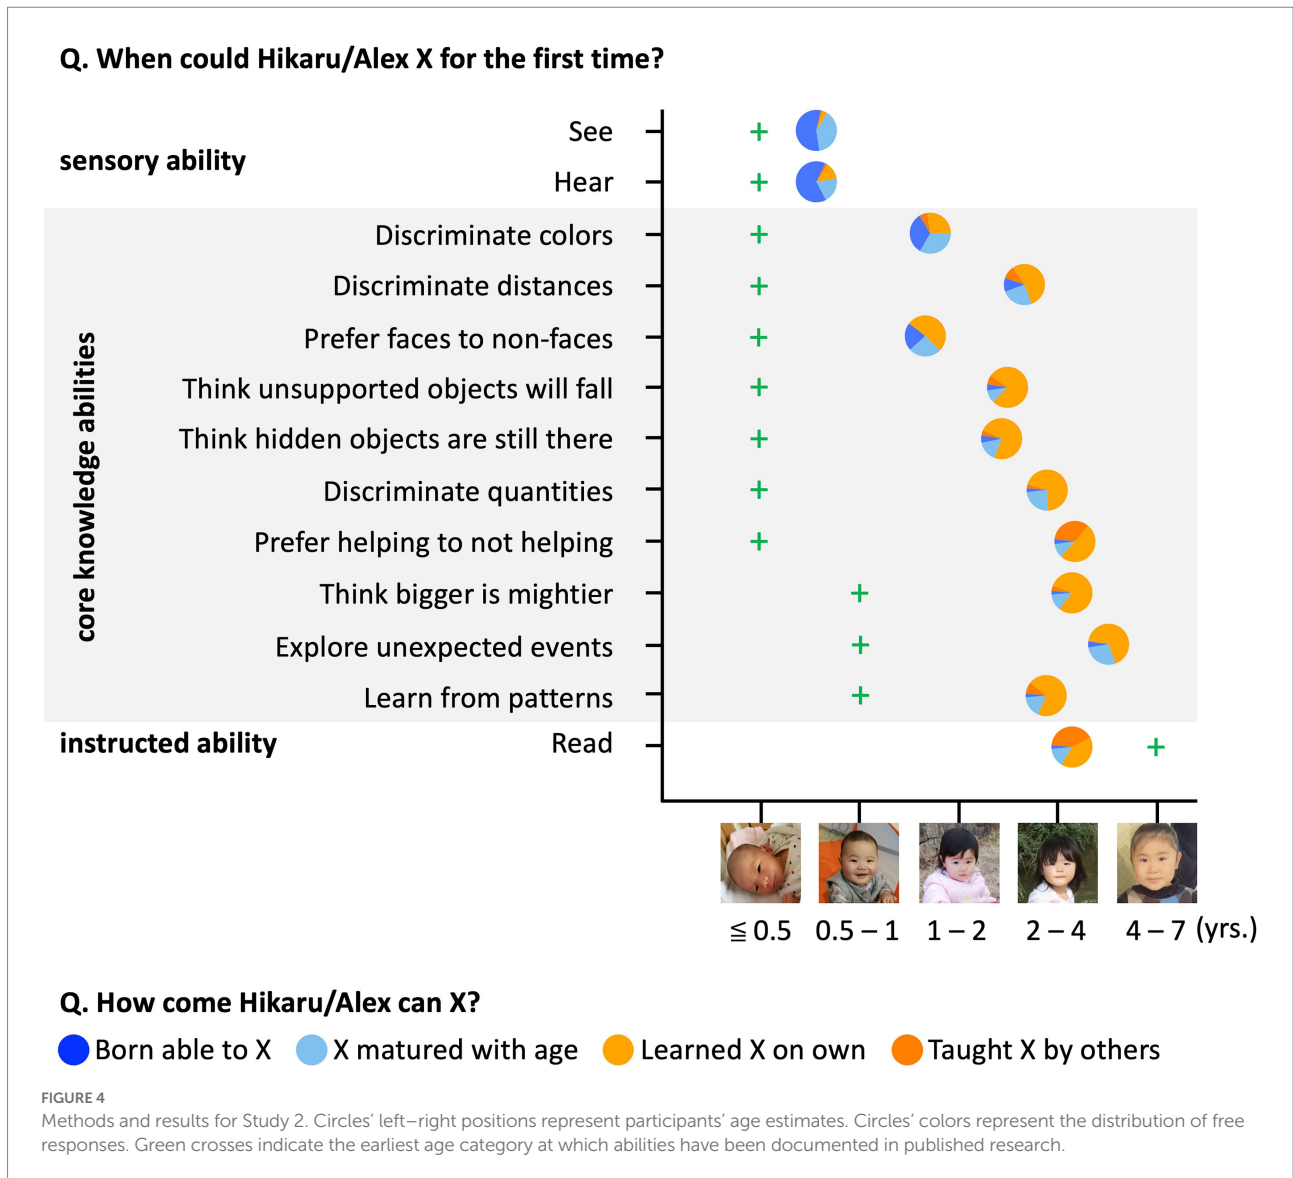 Q. When could Hikaru/Alex X for the first time?
sensory ability
See
Hear
core knowledge abilities
Discriminate colors
Discriminate distances
Prefer faces to non-faces
Think unsupported objects will fall
Think hidden objects are still there
Discriminate quantities
Prefer helping to not helping
Think bigger is mightier
Explore unexpected events
Learn from patterns
instructed ability Read
≦ 0.5 0.5 – 1 1 – 2 2 – 4 4 – 7 (yrs.)
Q. How come Hikaru/Alex can X?
Born able to X X matured with age Learned X on own Taught X by others
FIGURE 4
Methods and results for Study 2. Circles’ left–right positions represent participants’ age estimates. Circles’ colors represent the distribution of free
responses. Green crosses indicate the earliest age category at which abilities have been documented in published research.